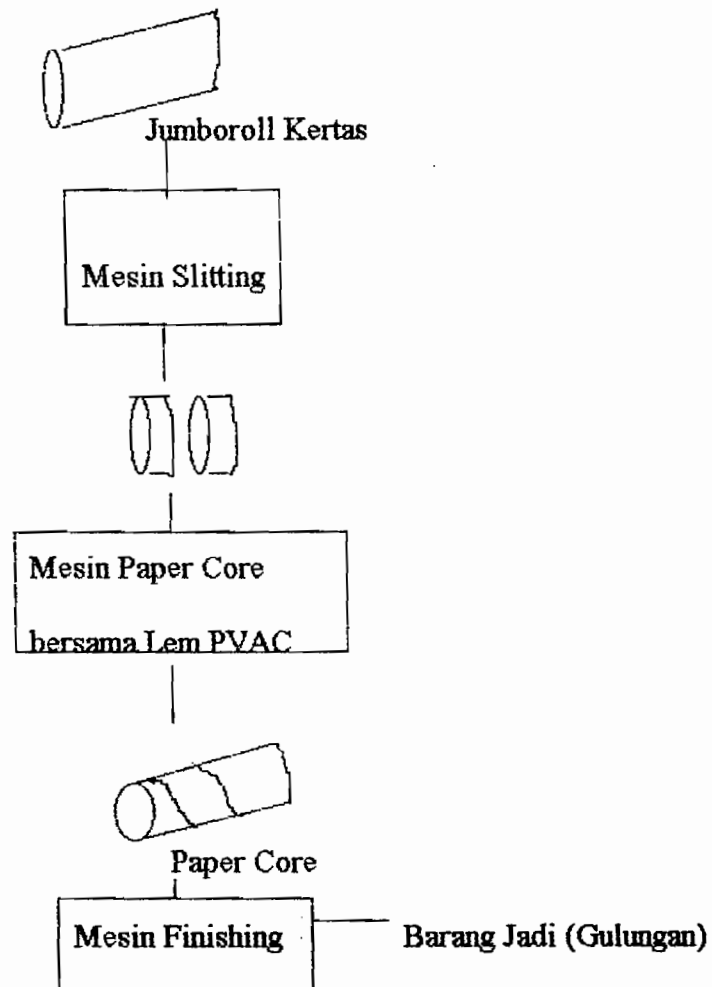 Jumboroll Kertas
Mesin Slitting
Mesin Paper Core
bersama Lem PVAC
Paper Core
Mesin Finishing
Barang Jadi (Gulungan)